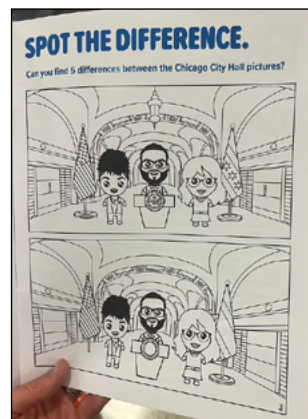 SPOT THE DIFFERENCE.
Can you find 5 differences between the Chicago City Hall pictures?